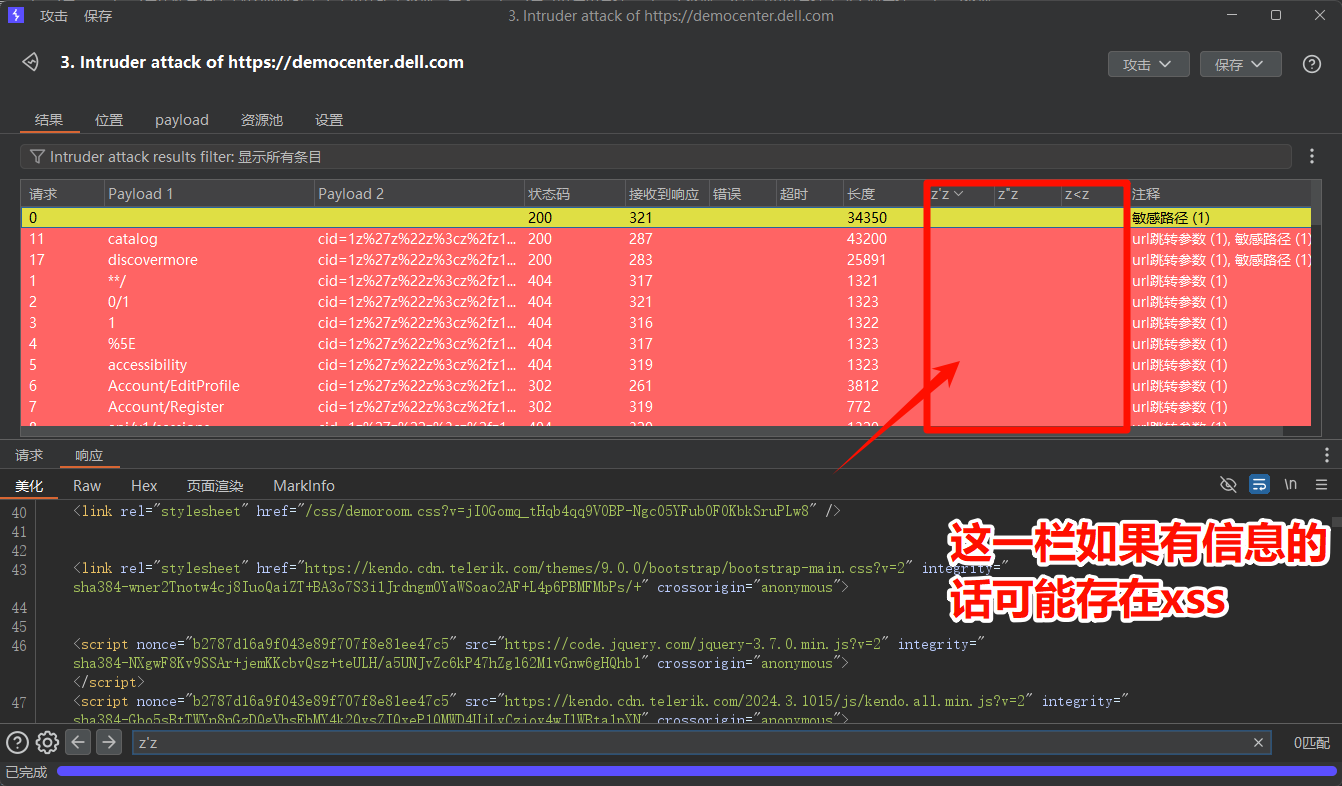 攻击 保存 3. Intruder attack of https://democenter.dell.com
3. Intruder attack of https://democenter.dell.com 攻击 保存
结果 位置 payload 资源池 设置
Intruder attack results filter: 显示所有条目
请求 Payload 1 Payload 2 状态码 接收到响应 错误 超时 长度 z'z z"z z<z 注释
0 200 321 34350 敏感路径 (1)
11 catalog cid=1z%27z%22z%3cz%2fz1... 200 287 43200 url跳转参数 (1), 敏感路径 (1)
17 discovermore cid=1z%27z%22z%3cz%2fz1... 200 283 25891 url跳转参数 (1), 敏感路径 (1)
1 **/ cid=1z%27z%22z%3cz%2fz1... 404 317 1321 url跳转参数 (1)
2 0/1 cid=1z%27z%22z%3cz%2fz1... 404 321 1323 url跳转参数 (1)
3 1 cid=1z%27z%22z%3cz%2fz1... 404 316 1322 url跳转参数 (1)
4 %5E cid=1z%27z%22z%3cz%2fz1... 404 317 1323 url跳转参数 (1)
5 accessibility cid=1z%27z%22z%3cz%2fz1... 404 319 1323 url跳转参数 (1)
6 Account/EditProfile cid=1z%27z%22z%3cz%2fz1... 302 261 3812 url跳转参数 (1)
7 Account/Register cid=1z%27z%22z%3cz%2fz1... 302 319 772 url跳转参数 (1)
请求 响应
美化 Raw Hex 页面渲染 MarkInfo \n
40 <link rel="stylesheet" href="/css/demoroom.css?v=jI0Gomq_tHqb4qq9V0BP-Ngc05YFub0F0KbkSruPLw8" />
41
42
43 <link rel="stylesheet" href="https://kendo.cdn.telerik.com/themes/9.0.0/bootstrap/bootstrap-main.css?v=2" integrity="
sha384-wner2Tnotw4cj8IuoQaiZT+BA3o7S3i1Jrdngm0YaWSoao2AF+L4p6PBMFMbPs/+" crossorigin="anonymous">
44
45
46 <script nonce="b2787d16a9f043e89f707f8e81ee47c5" src="https://code.jquery.com/jquery-3.7.0.min.js?v=2" integrity="
sha384-NXgwF8Kv9SSAr+jemKKcbvQsz+teULH/a5UNJvZc6kP47hZgl62M1vGnw6gHQhb1" crossorigin="anonymous">
</script>
47 <script nonce="b2787d16a9f043e89f707f8e81ee47c5" src="https://kendo.cdn.telerik.com/2024.3.1015/js/kendo.all.min.js?v=2" integrity="
这一栏如果有信息的
话可能存在xss
z'z 0匹配
已完成